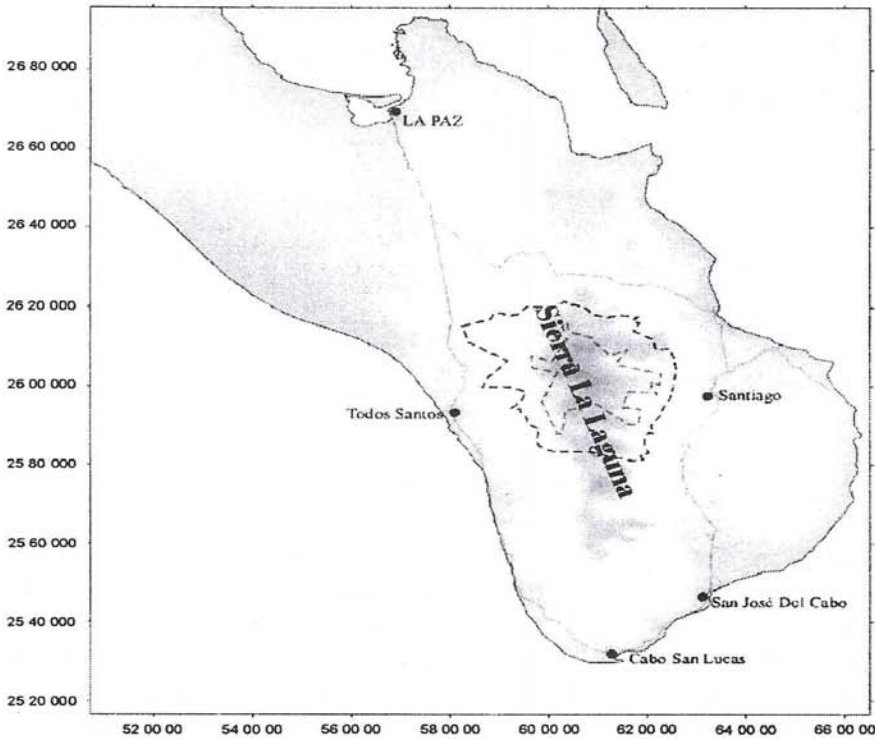 26 80 000
LA PAZ
26 60 000
26 40 000
26 20 000
Sierra La Laguna
26 00 000
Santiago
Todos Santos
25 80 000
25 60 000
San José Del Cabo
25 40 000
Cabo San Lucas
25 20 000
52 00 00
54 00 00
56 00 00
58 00 00
60 00 00
62 00 00
64 00 00
66 00 00